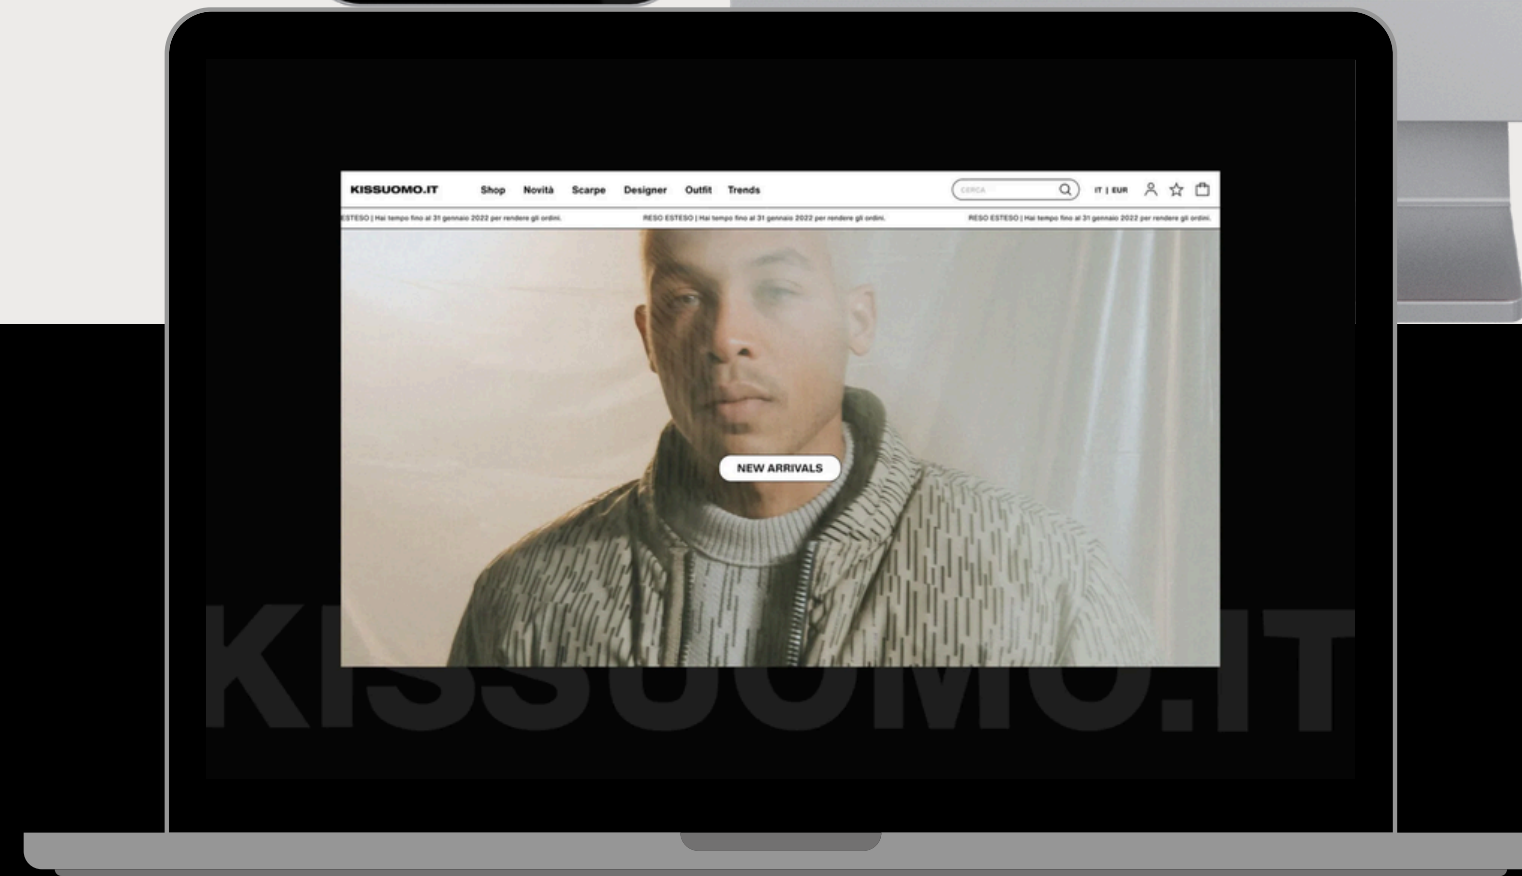 KISSUOMO.IT Shop Novità Scarpe Designer Outfit Trends CERCA IT | EUR
ESTESO | Hai tempo fino al 31 gennaio 2022 per rendere gli ordini. RESO ESTESO | Hai tempo fino al 31 gennaio 2022 per rendere gli ordini. RESO ESTESO | Hai tempo fino al 31 gennaio 2022 per rendere gli ordini.
NEW ARRIVALS
KISSUOMO.IT